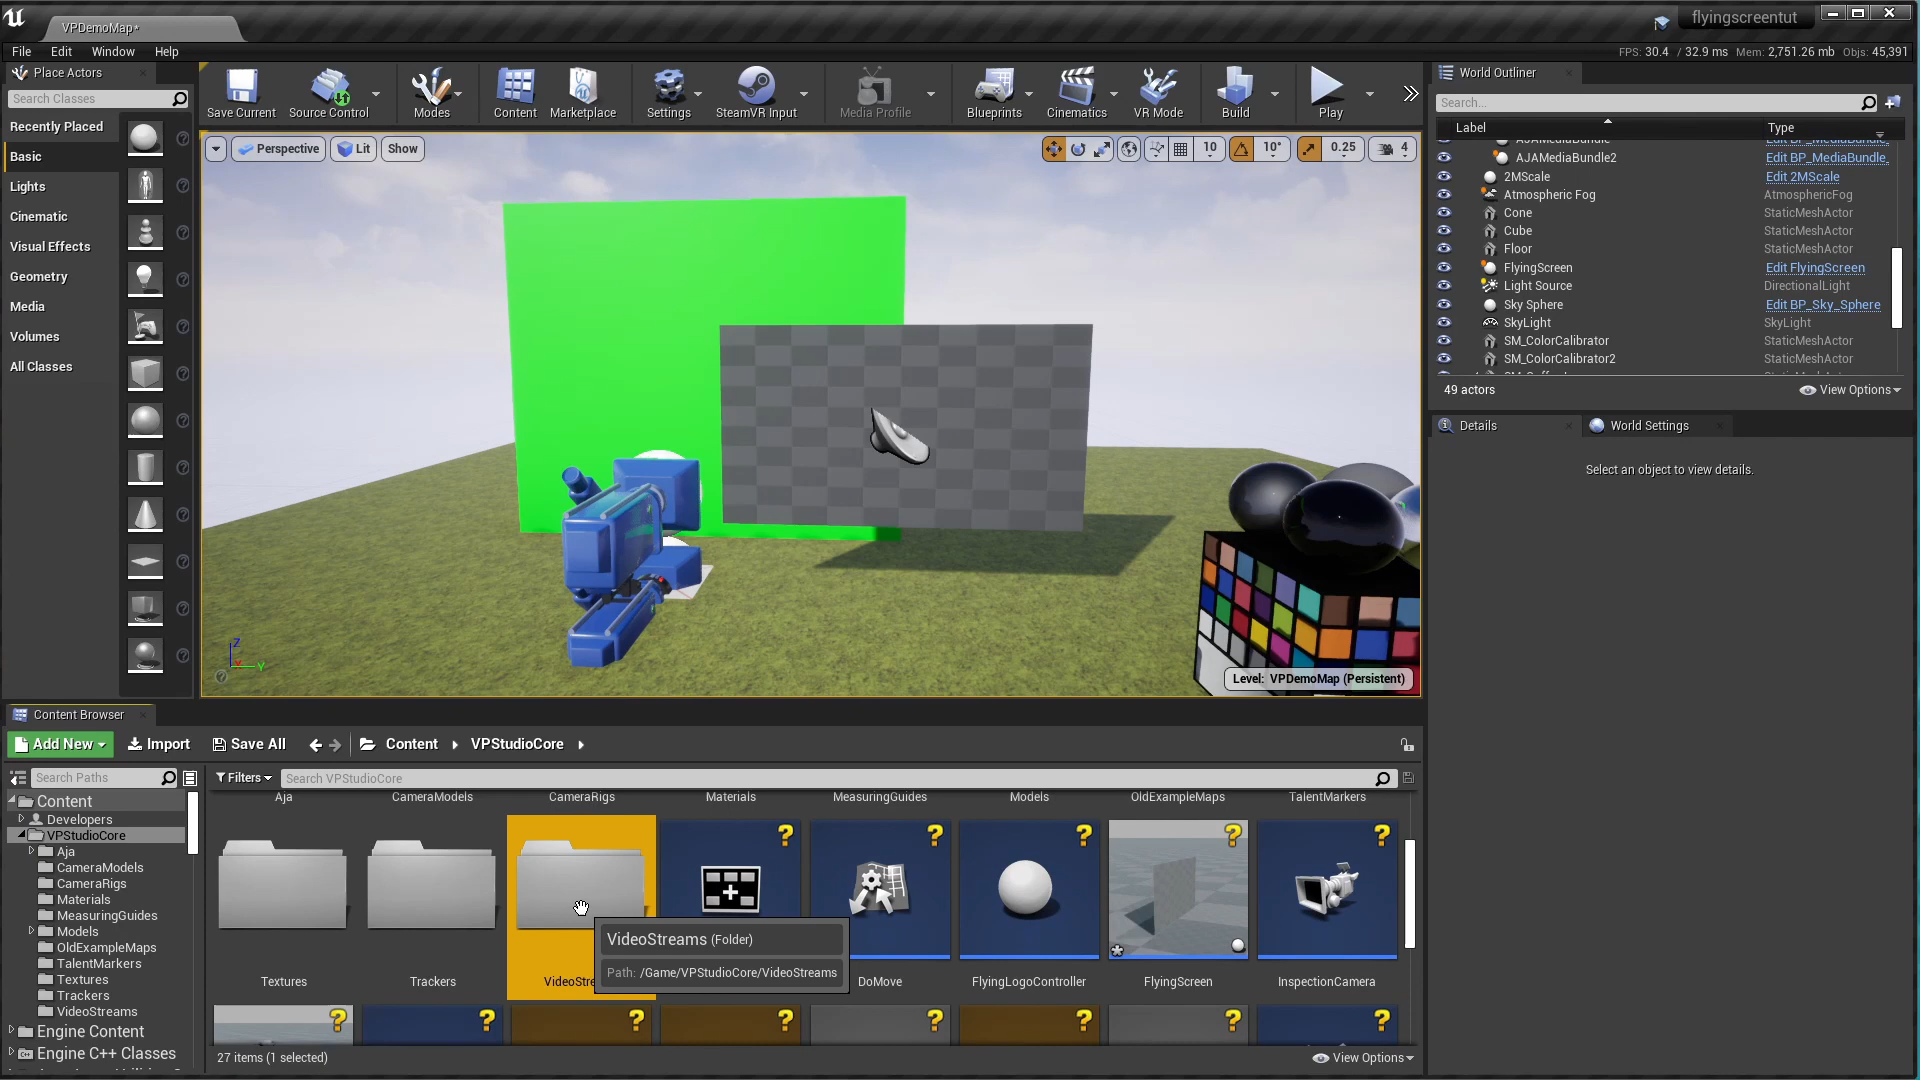 VPDemoMap*
flyingscreentut
File Edit Window Help
FPS: 30.4 / 32.9 ms Mem: 2,751.26 mb Objs: 45,391
Place Actors
Search Classes
Recently Placed
Basic
Lights
Cinematic
Visual Effects
Geometry
Media
Volumes
All Classes
Save Current
Source Control
Modes
Content
Marketplace
Settings
SteamVR Input
Media Profile
Blueprints
Cinematics
VR Mode
Build
Play
Perspective
Lit
Show
10
10°
0.25
4
Z
Y
Level: VPDemoMap (Persistent)
World Outliner
Search...
Label Type
AJAMediaBundle Edit BP_MediaBundle_
AJAMediaBundle2 Edit BP_MediaBundle_
2MScale Edit 2MScale
Atmospheric Fog AtmosphericFog
Cone StaticMeshActor
Cube StaticMeshActor
Floor StaticMeshActor
FlyingScreen Edit FlyingScreen
Light Source DirectionalLight
Sky Sphere Edit BP_Sky_Sphere
SkyLight SkyLight
SM_ColorCalibrator StaticMeshActor
SM_ColorCalibrator2 StaticMeshActor
49 actors
View Options
Details
World Settings
Select an object to view details.
Content Browser
Add New
Import
Save All
Content
VPStudioCore
Search Paths
Filters
Search VPStudioCore
Content
Developers
VPStudioCore
Aja
CameraModels
CameraRigs
Materials
MeasuringGuides
Models
OldExampleMaps
TalentMarkers
Textures
Trackers
VideoStreams
Engine Content
Engine C++ Classes
Aja
CameraModels
CameraRigs
Materials
MeasuringGuides
Models
OldExampleMaps
TalentMarkers
Textures
Trackers
VideoStre
DoMove
FlyingLogoController
FlyingScreen
InspectionCamera
VideoStreams (Folder)
Path: /Game/VPStudioCore/VideoStreams
27 items (1 selected)
View Options